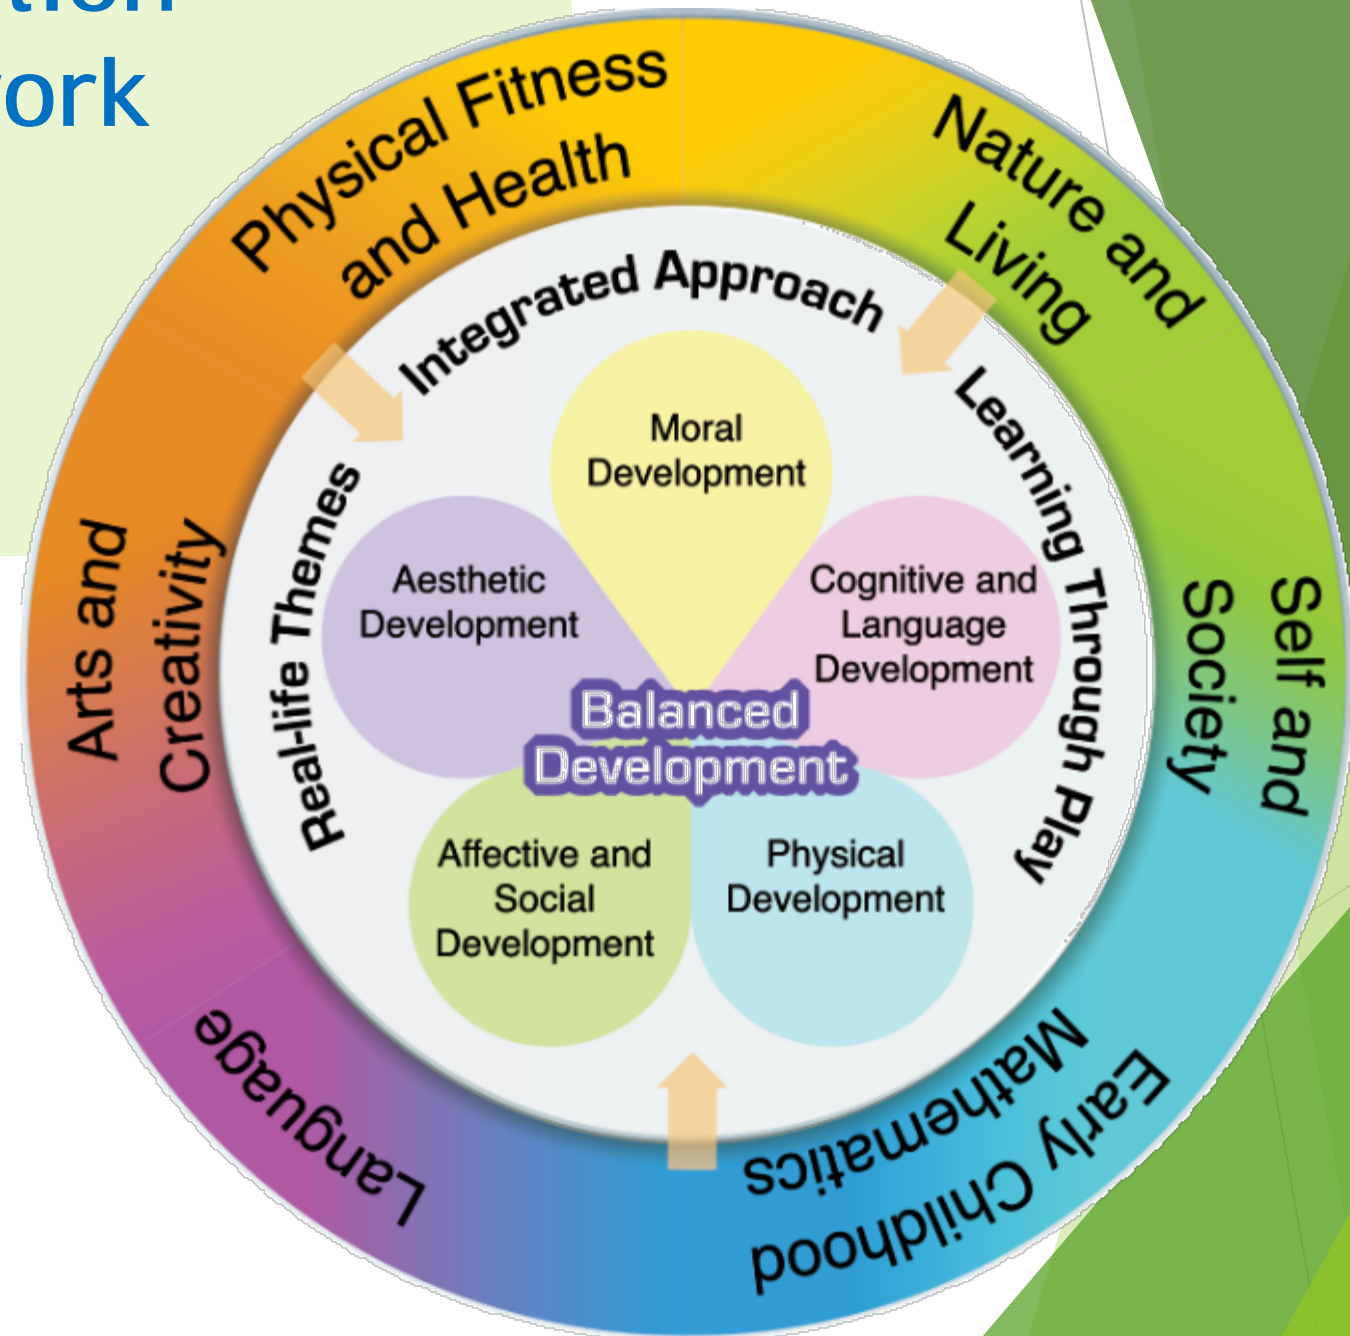 work
Physical Fitness
and Health
Nature and
Living
Self and
Society
Early Childhood
Mathematics
Language
Arts and
Creativity
Integrated Approach
Learning Through Play
Real-life Themes
Moral
Development
Cognitive and
Language
Development
Physical
Development
Affective and
Social
Development
Aesthetic
Development
Balanced
Development